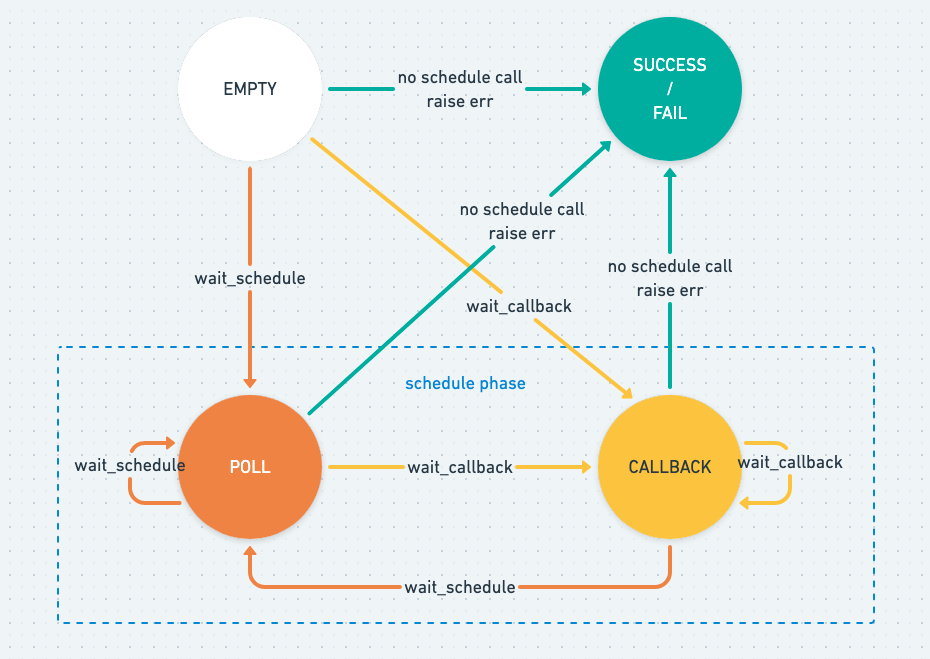 EMPTY
no schedule call
raise err
SUCCESS
/
FAIL
no schedule call
raise err
wait_schedule
no schedule call
raise err
wait_callback
schedule phase
wait_schedule
POLL
wait_callback
CALLBACK
wait_callback
wait_schedule